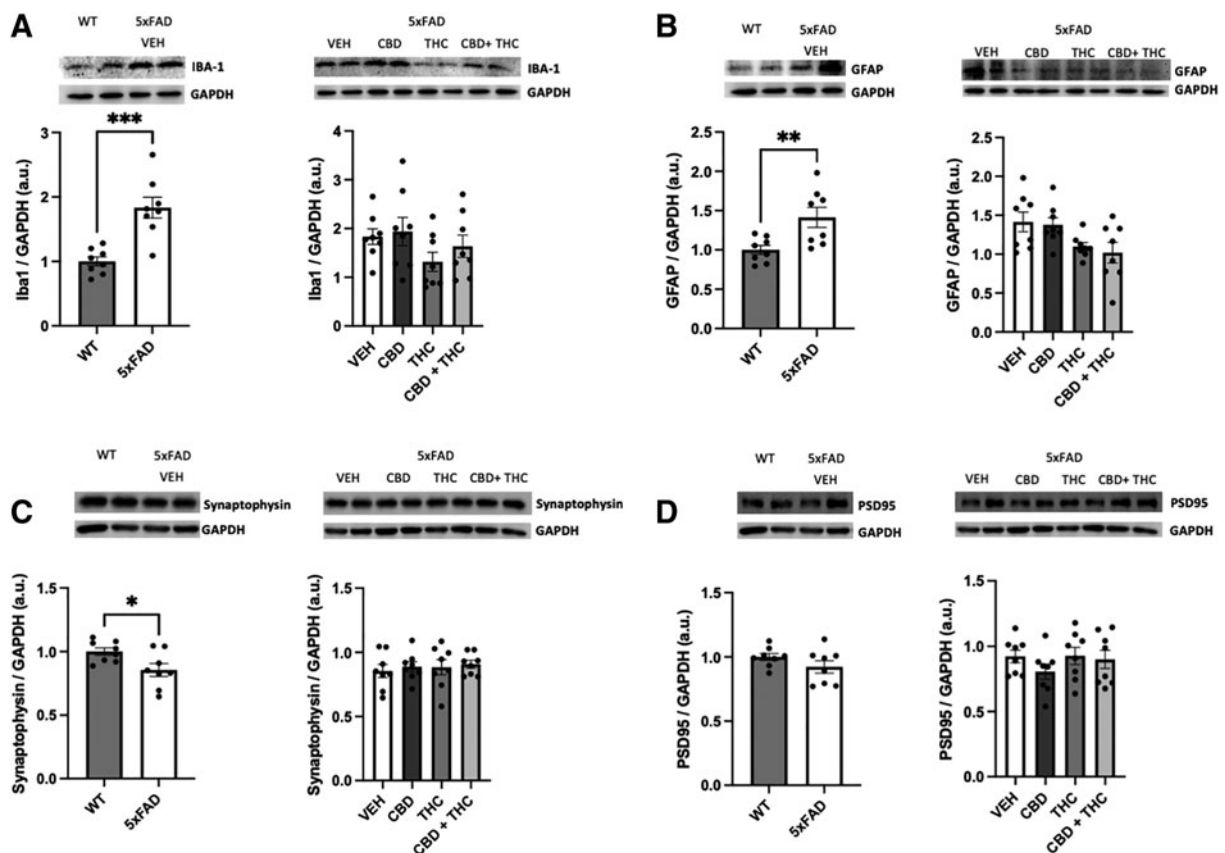 A
WT
5xFAD
VEH
IBA-1
GAPDH
Iba1 / GAPDH (a.u.)
3
2
1
0
***
WT
5xFAD
5xFAD
VEH CBD THC CBD+ THC
IBA-1
GAPDH
Iba1 / GAPDH (a.u.)
4
3
2
1
0
VEH
CBD
THC
CBD + THC
B
WT
5xFAD
VEH
GFAP
GAPDH
GFAP / GAPDH (a.u.)
2.5
2.0
1.5
1.0
0.5
0.0
**
WT
5xFAD
5xFAD
VEH CBD THC CBD+ THC
GFAP
GAPDH
GFAP / GAPDH (a.u.)
2.5
2.0
1.5
1.0
0.5
0.0
VEH
CBD
THC
CBD + THC
C
WT
5xFAD
VEH
Synaptophysin
GAPDH
Synaptophysin / GAPDH (a.u.)
1.5
1.0
0.5
0.0
*
WT
5xFAD
5xFAD
VEH CBD THC CBD+ THC
Synaptophysin
GAPDH
Synaptophysin / GAPDH (a.u.)
1.5
1.0
0.5
0.0
VEH
CBD
THC
CBD + THC
D
WT
5xFAD
VEH
PSD95
GAPDH
PSD95 / GAPDH (a.u.)
1.5
1.0
0.5
0.0
WT
5xFAD
5xFAD
VEH CBD THC CBD+ THC
PSD95
GAPDH
PSD95 / GAPDH (a.u.)
1.5
1.0
0.5
0.0
VEH
CBD
THC
CBD + THC